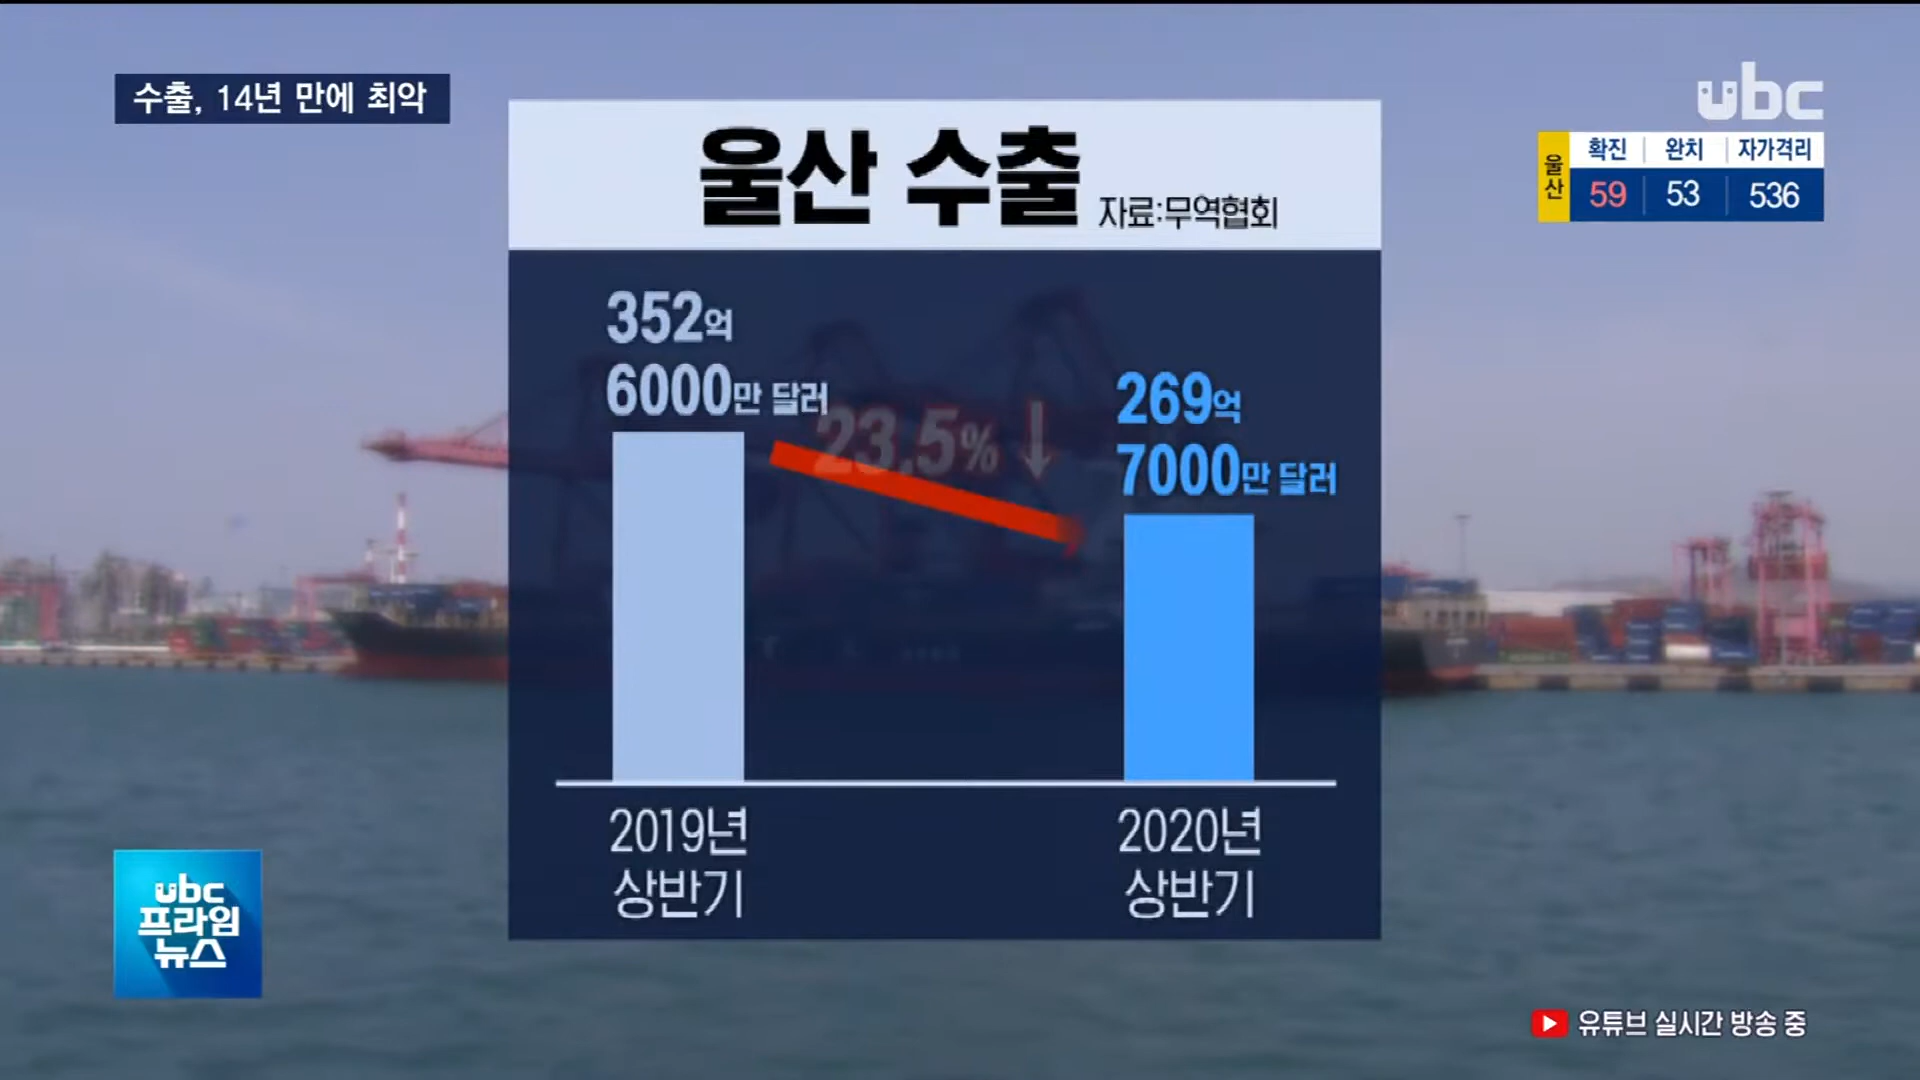 수출, 14년 만에 최악
ubc
울산
확진 완치 자가격리
59 53 536
울산 수출 자료:무역협회
352억
6000만 달러
23.5% ↓
269억
7000만 달러
2019년
상반기
2020년
상반기
ubc
프라임
뉴스
유튜브 실시간 방송 중